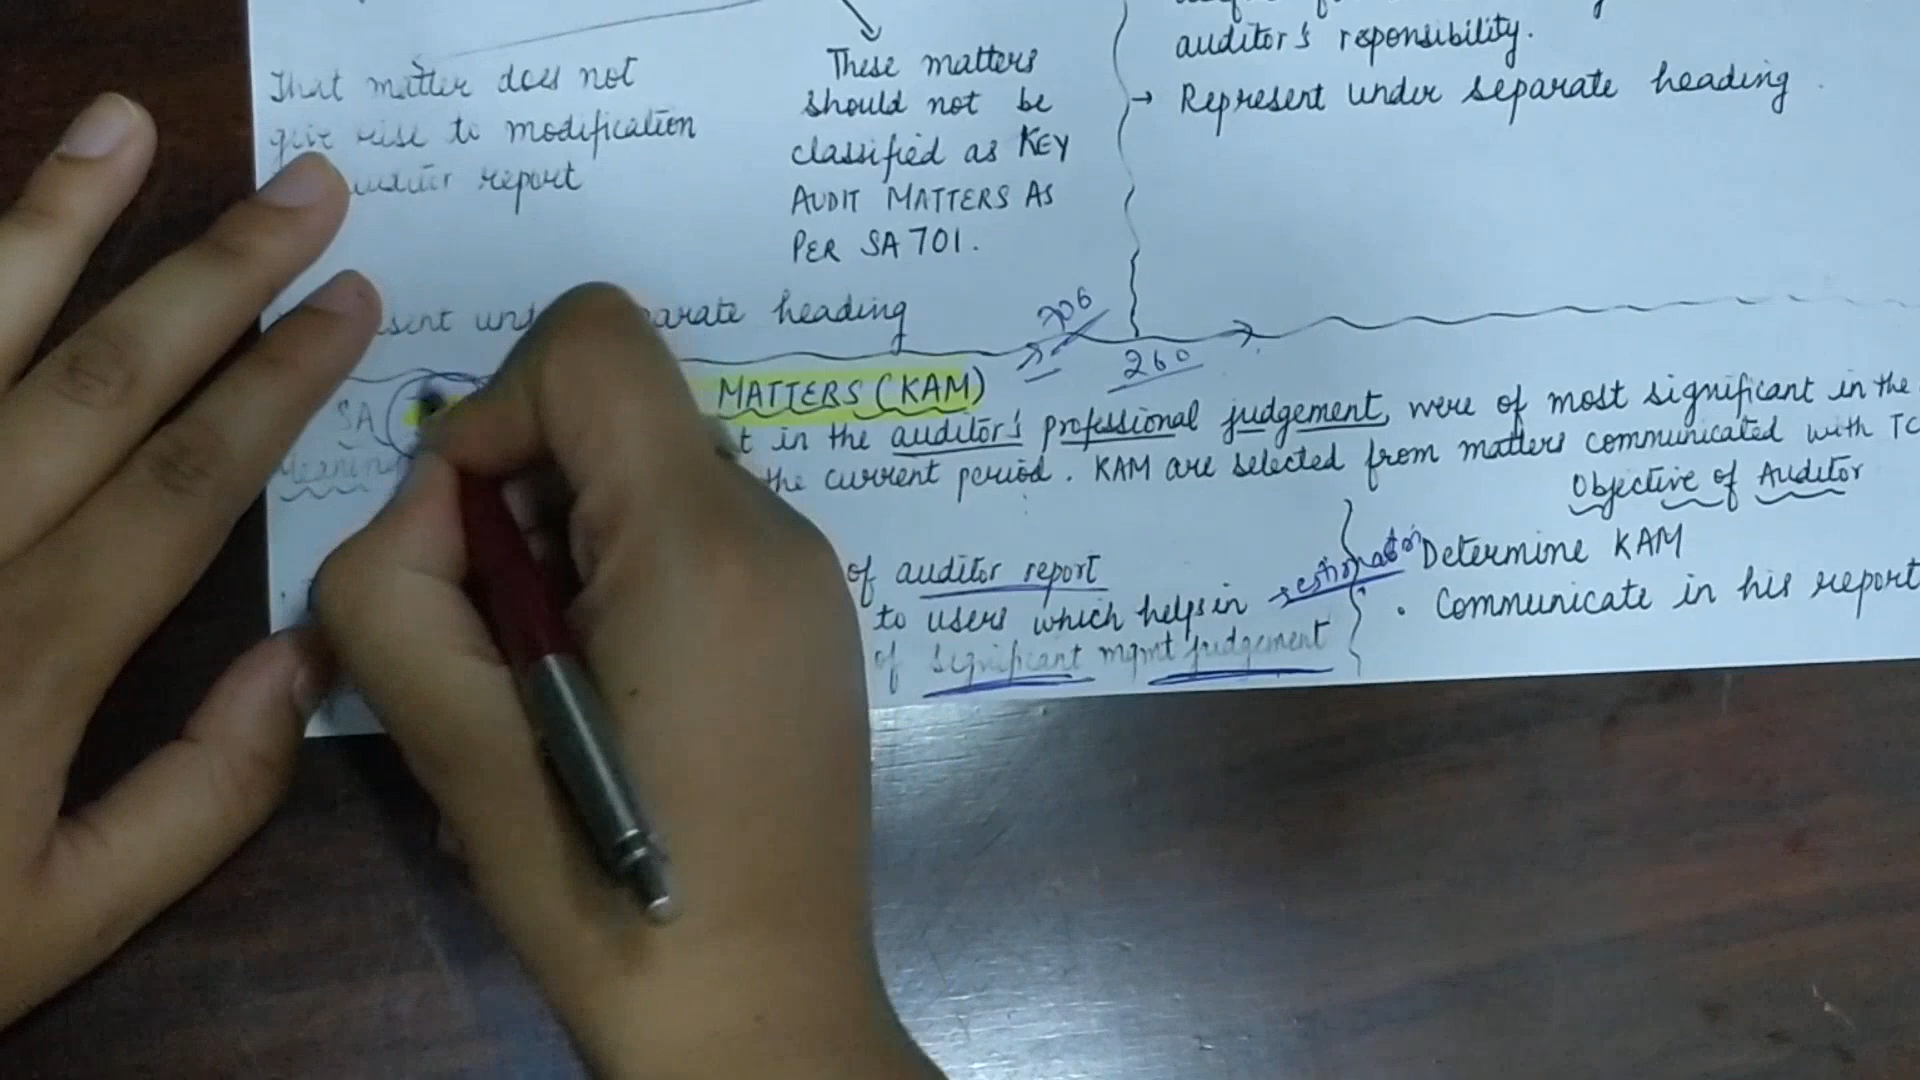 auditor's reponsibility.
→ Represent under separate heading
That matter does not
give rise to modification
report
These matters
should not be
classified as KEY
AUDIT MATTERS AS
PER SA 701.
heading
706
260
SA
MATTERS (KAM)
in the auditor's professional judgement, were of most significant in the
Meaning
the current period. KAM are selected from matters communicated with TC
of auditor report
to users which helps in
of significant mgmt judgement
Objective of Auditor
Determine KAM
• Communicate in his report